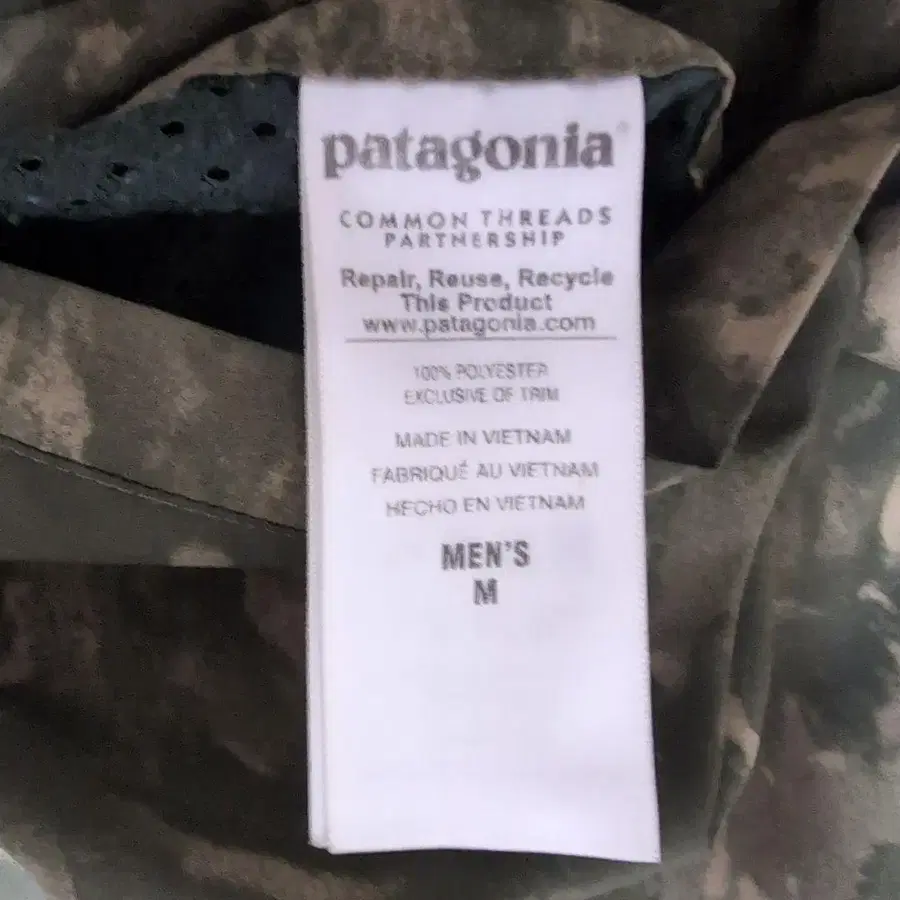 patagonia®
COMMON THREADS
PARTNERSHIP
Repair, Reuse, Recycle
This Product
www.patagonia.com
100% POLYESTER
EXCLUSIVE OF TRIM
MADE IN VIETNAM
FABRIQUÉ AU VIETNAM
HECHO EN VIETNAM
MEN'S
M